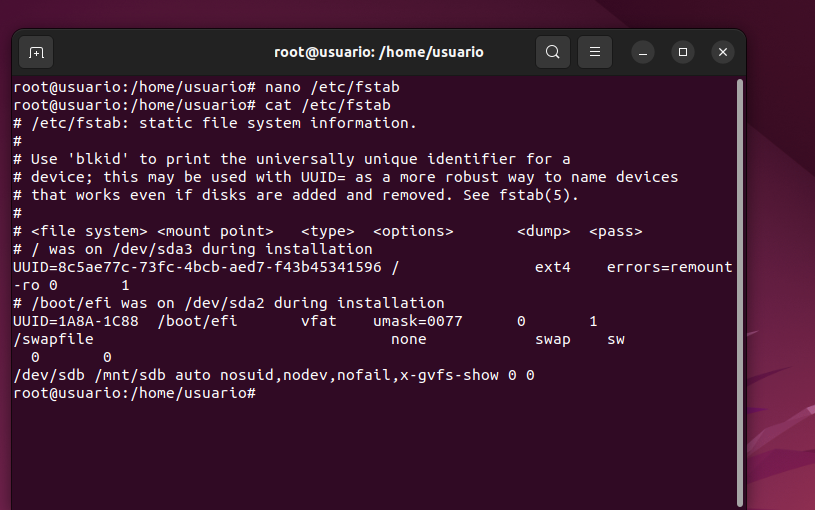 root@usuario: /home/usuario
root@usuario:/home/usuario# nano /etc/fstab
root@usuario:/home/usuario# cat /etc/fstab
# /etc/fstab: static file system information.
#
# Use 'blkid' to print the universally unique identifier for a
# device; this may be used with UUID= as a more robust way to name devices
# that works even if disks are added and removed. See fstab(5).
#
# <file system> <mount point>   <type>  <options>       <dump>  <pass>
# / was on /dev/sda3 during installation
UUID=8c5ae77c-73fc-4bcb-aed7-f43b45341596 /               ext4    errors=remount
-ro 0       1
# /boot/efi was on /dev/sda2 during installation
UUID=1A8A-1C88  /boot/efi       vfat    umask=0077      0       1
/swapfile                                 none            swap    sw
  0       0
/dev/sdb /mnt/sdb auto nosuid,nodev,nofail,x-gvfs-show 0 0
root@usuario:/home/usuario#